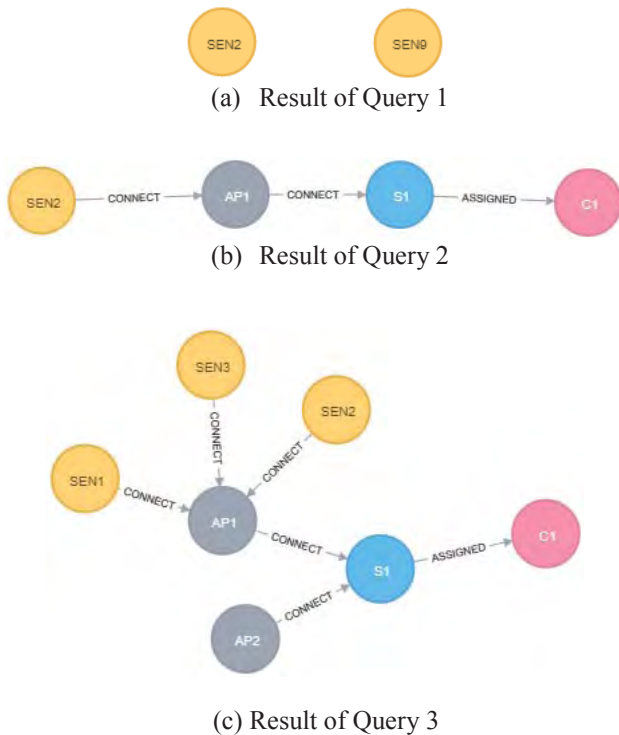 SEN2 SEN9
(a) Result of Query 1
SEN2 CONNECT AP1 CONNECT S1 ASSIGNED C1
(b) Result of Query 2
SEN3
SEN2
CONNECT
CONNECT
SEN1
CONNECT
AP1
CONNECT
C1
ASSIGNED
S1
CONNECT
AP2
(c) Result of Query 3